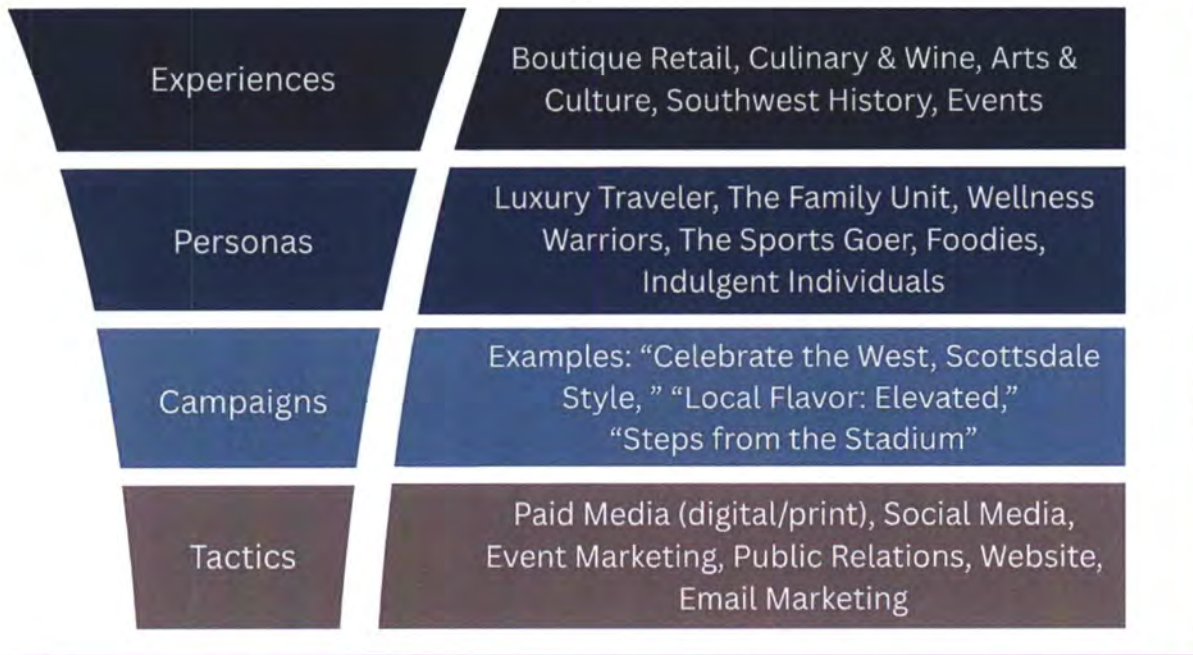 Experiences
Boutique Retail, Culinary & Wine, Arts &
Culture, Southwest History, Events
Personas
Luxury Traveler, The Family Unit, Wellness
Warriors, The Sports Goer, Foodies,
Indulgent Individuals
Campaigns
Examples: “Celebrate the West, Scottsdale
Style, ” “Local Flavor: Elevated,”
“Steps from the Stadium”
Tactics
Paid Media (digital/print), Social Media,
Event Marketing, Public Relations, Website,
Email Marketing